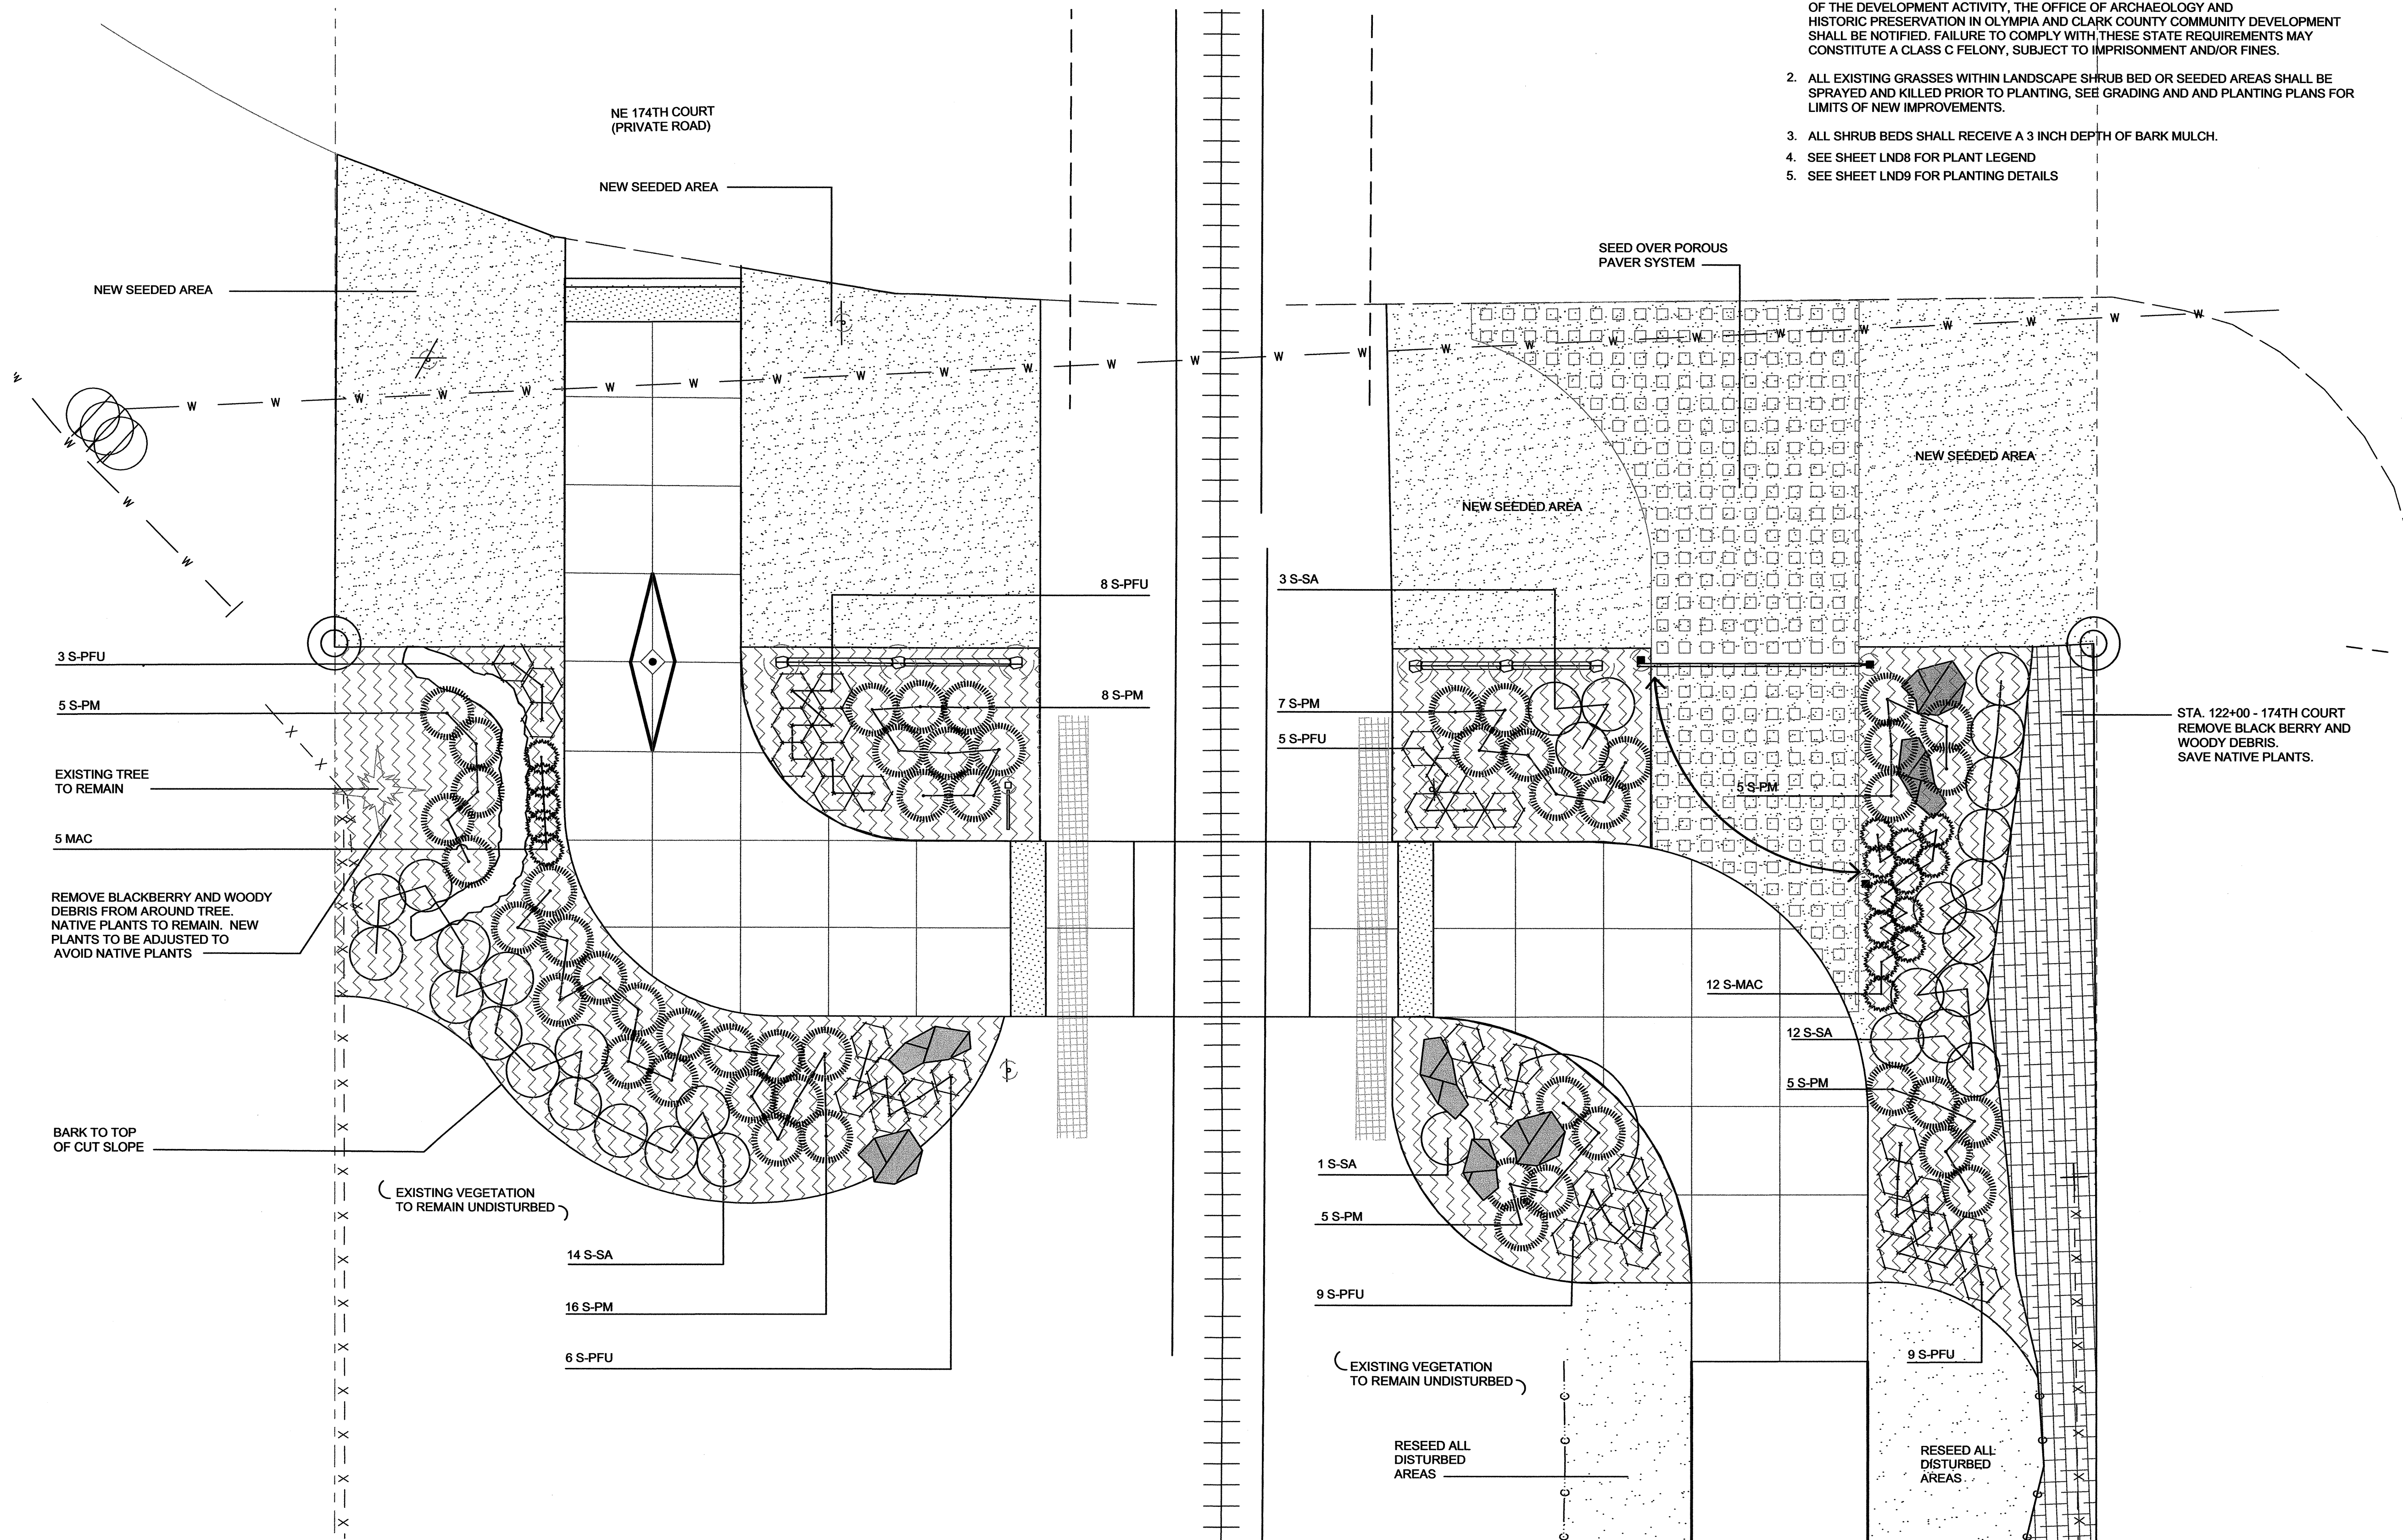 OF THE DEVELOPMENT ACTIVITY, THE OFFICE OF ARCHAEOLOGY AND
HISTORIC PRESERVATION IN OLYMPIA AND CLARK COUNTY COMMUNITY DEVELOPMENT
SHALL BE NOTIFIED. FAILURE TO COMPLY WITH THESE STATE REQUIREMENTS MAY
CONSTITUTE A CLASS C FELONY, SUBJECT TO IMPRISONMENT AND/OR FINES.
2. ALL EXISTING GRASSES WITHIN LANDSCAPE SHRUB BED OR SEEDED AREAS SHALL BE
SPRAYED AND KILLED PRIOR TO PLANTING, SEE GRADING AND AND PLANTING PLANS FOR
LIMITS OF NEW IMPROVEMENTS.
3. ALL SHRUB BEDS SHALL RECEIVE A 3 INCH DEPTH OF BARK MULCH.
4. SEE SHEET LND8 FOR PLANT LEGEND
5. SEE SHEET LND9 FOR PLANTING DETAILS
NE 174TH COURT
(PRIVATE ROAD)
NEW SEEDED AREA
NEW SEEDED AREA
SEED OVER POROUS
PAVER SYSTEM
NEW SEEDED AREA
NEW SEEDED AREA
W W W W W W W W W W W W W W W W W W W W W W W W W
W
W
W
W
8 S-PFU
3 S-SA
3 S-PFU
5 S-PM
8 S-PM
7 S-PM
5 S-PFU
STA. 122+00 - 174TH COURT
REMOVE BLACK BERRY AND
WOODY DEBRIS.
SAVE NATIVE PLANTS.
EXISTING TREE
TO REMAIN
5 S-PM
5 MAC
REMOVE BLACKBERRY AND WOODY
DEBRIS FROM AROUND TREE.
NATIVE PLANTS TO REMAIN. NEW
PLANTS TO BE ADJUSTED TO
AVOID NATIVE PLANTS
12 S-MAC
12 S-SA
5 S-PM
BARK TO TOP
OF CUT SLOPE
1 S-SA
EXISTING VEGETATION
TO REMAIN UNDISTURBED
5 S-PM
14 S-SA
16 S-PM
9 S-PFU
6 S-PFU
9 S-PFU
EXISTING VEGETATION
TO REMAIN UNDISTURBED
RESEED ALL
DISTURBED
AREAS
RESEED ALL
DISTURBED
AREAS